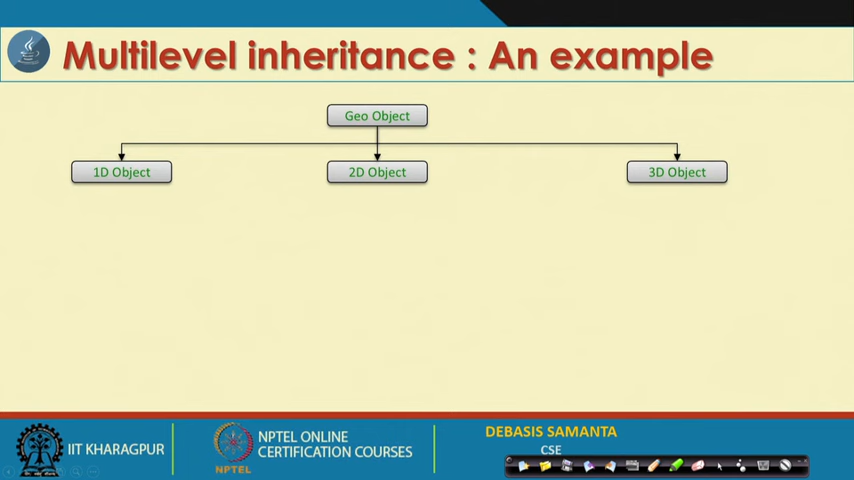 Multilevel inheritance : An example
Geo Object
1D Object
2D Object
3D Object
IIT KHARAGPUR
NPTEL
NPTEL ONLINE
CERTIFICATION COURSES
DEBASIS SAMANTA
CSE